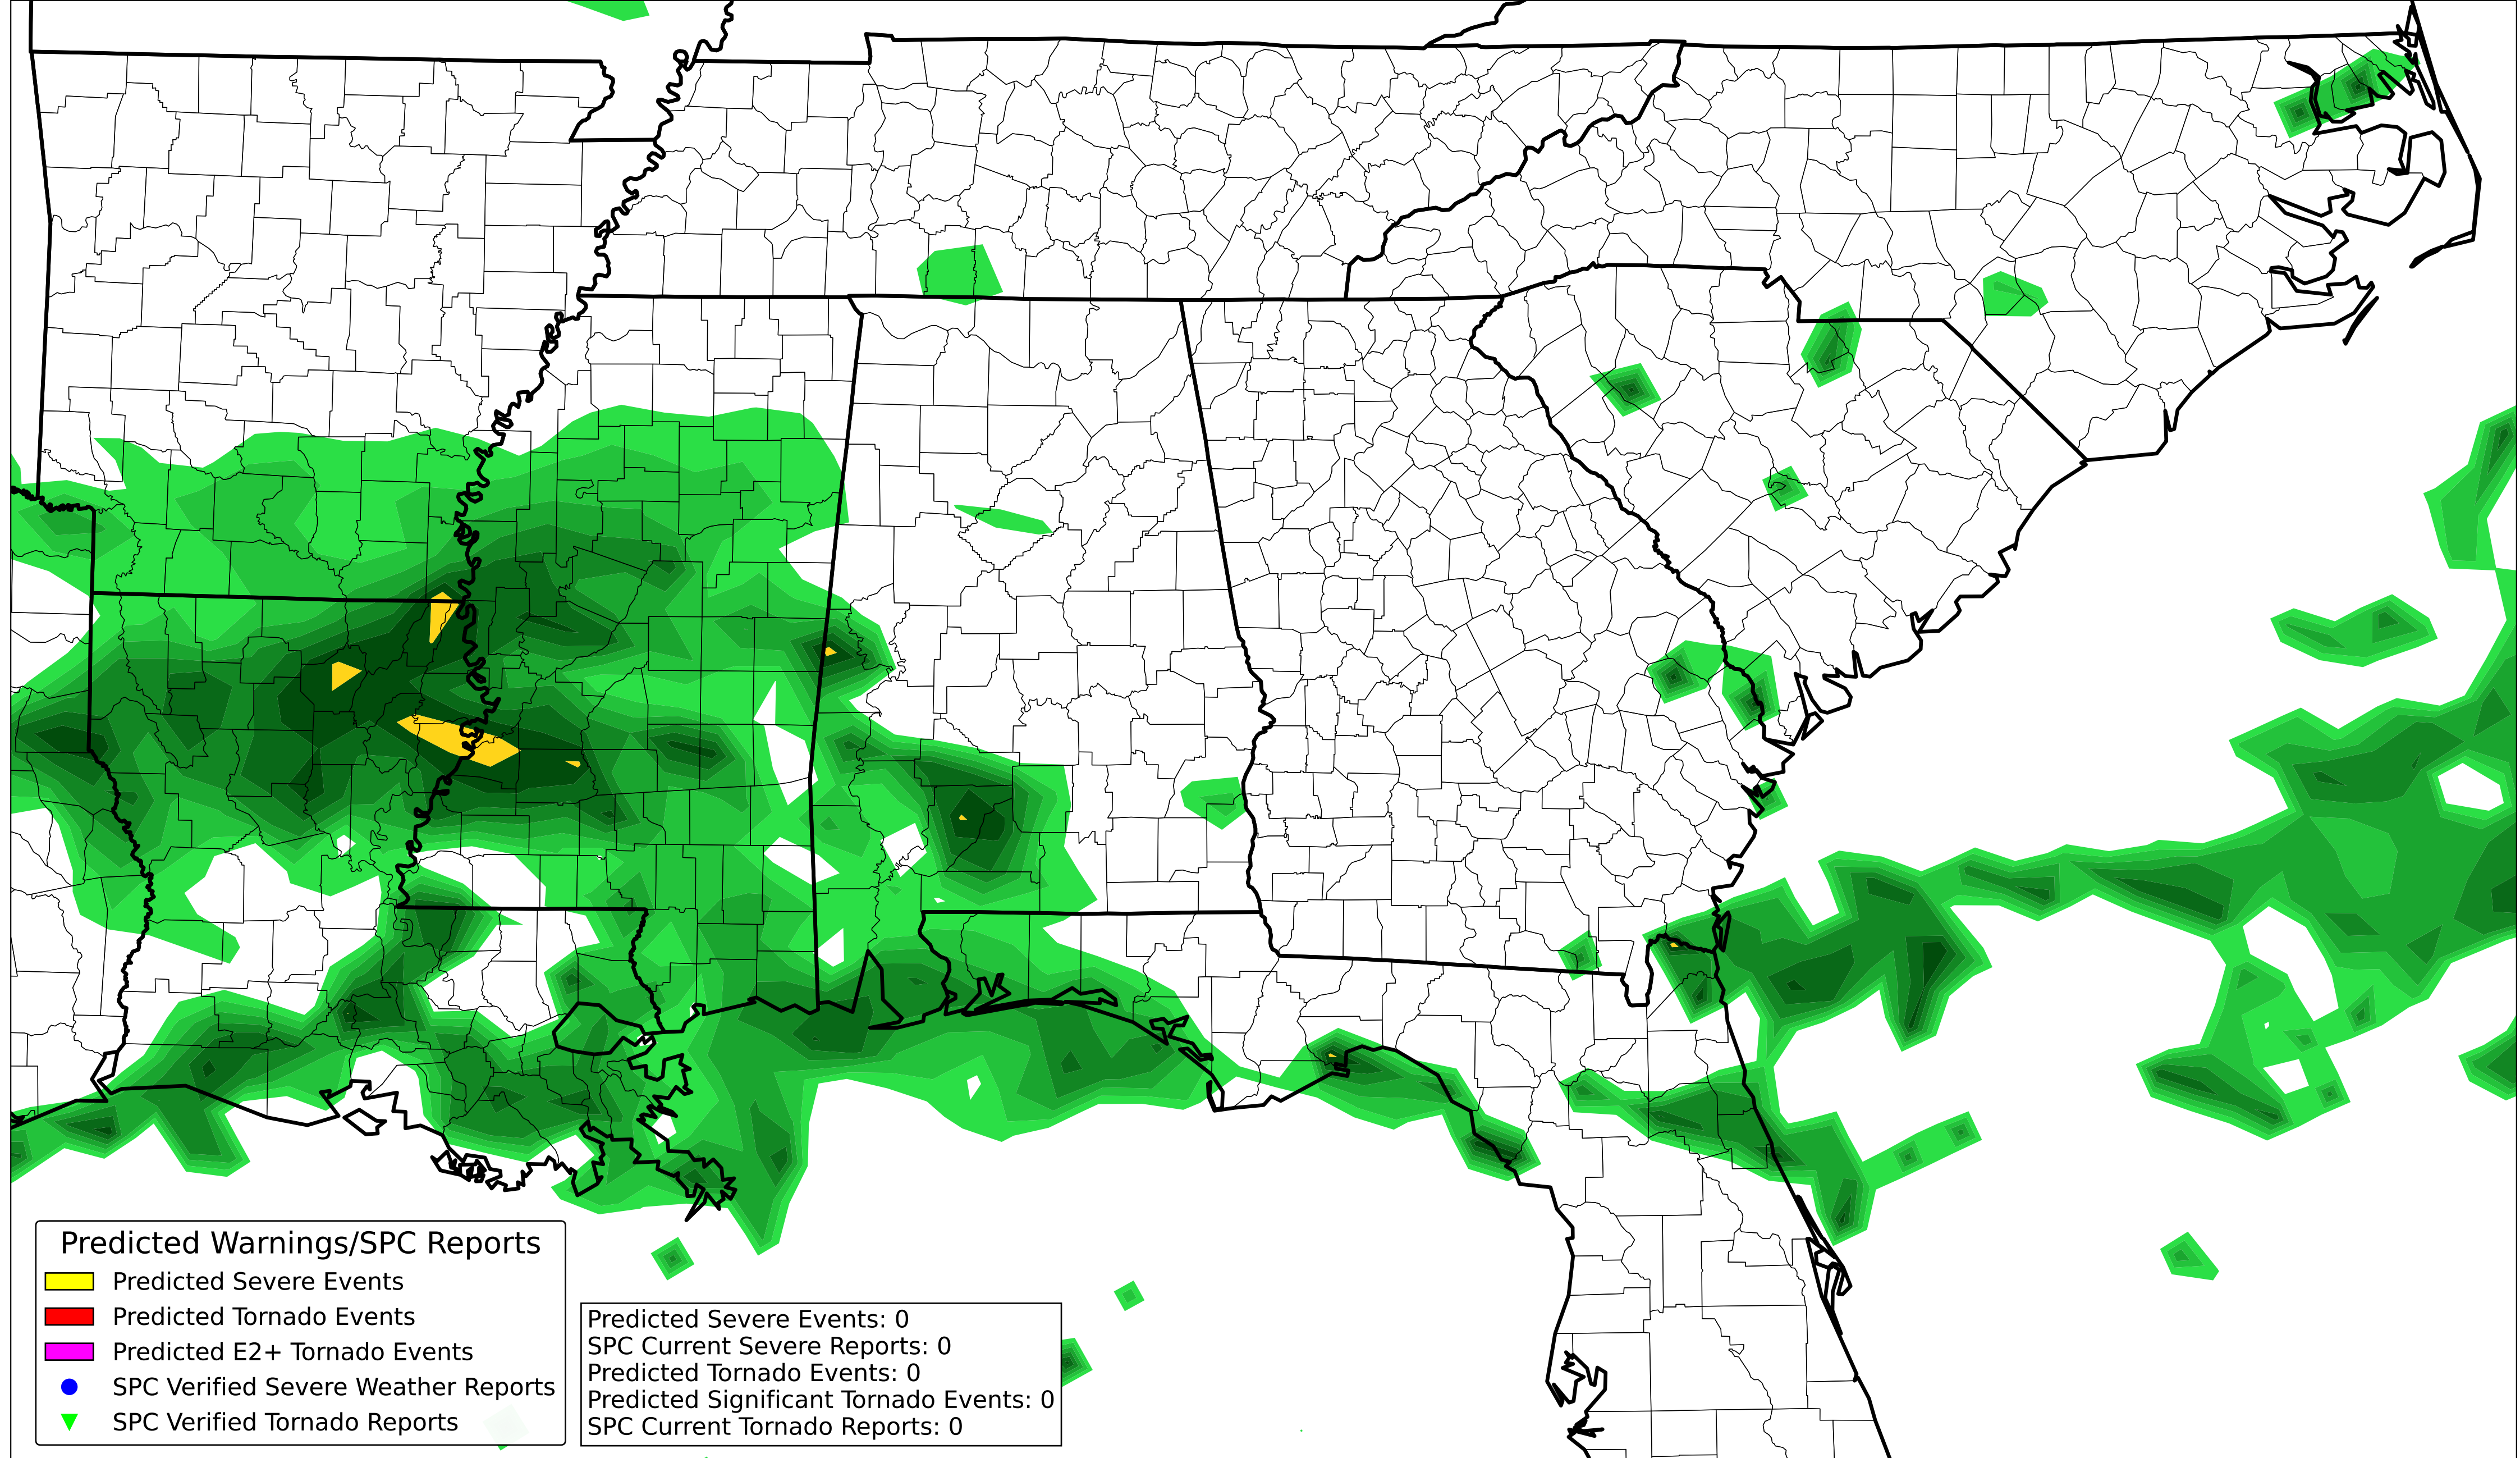 Predicted Warnings/SPC Reports
Predicted Severe Events
Predicted Tornado Events
Predicted E2+ Tornado Events
SPC Verified Severe Weather Reports
SPC Verified Tornado Reports
Predicted Severe Events: 0
SPC Current Severe Reports: 0
Predicted Tornado Events: 0
Predicted Significant Tornado Events: 0
SPC Current Tornado Reports: 0